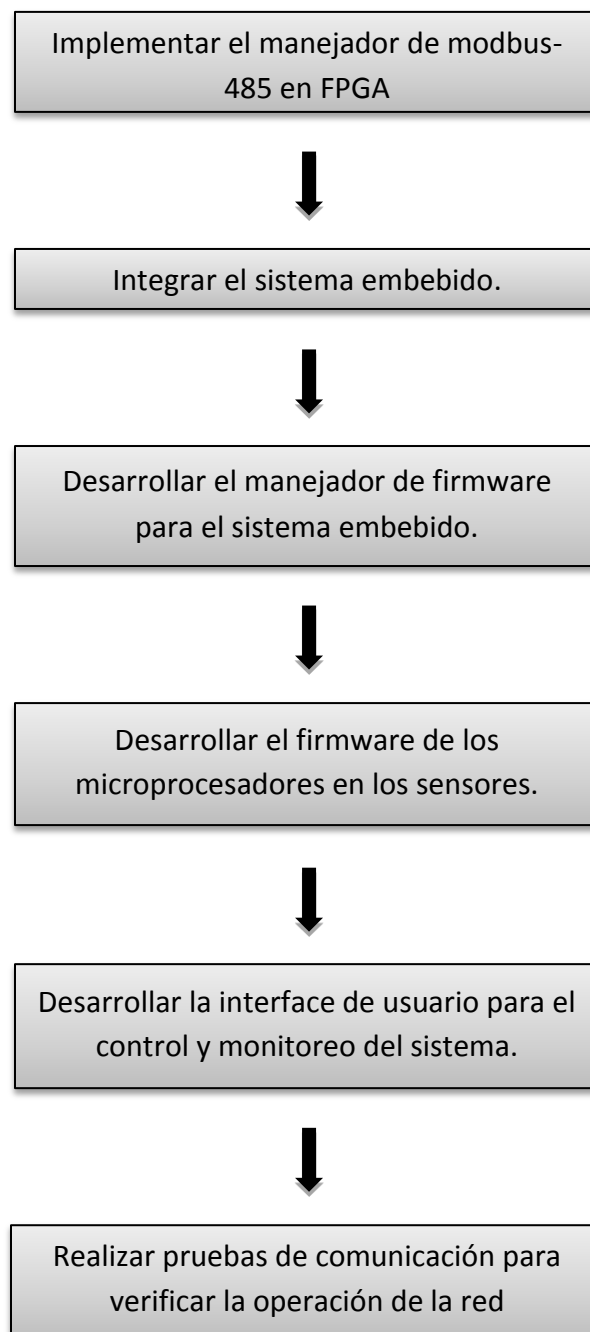 Implementar el manejador de modbus-
485 en FPGA
Integrar el sistema embebido.
Desarrollar el manejador de firmware
para el sistema embebido.
Desarrollar el firmware de los
microprocesadores en los sensores.
Desarrollar la interface de usuario para el
control y monitoreo del sistema.
Realizar pruebas de comunicación para
verificar la operación de la red